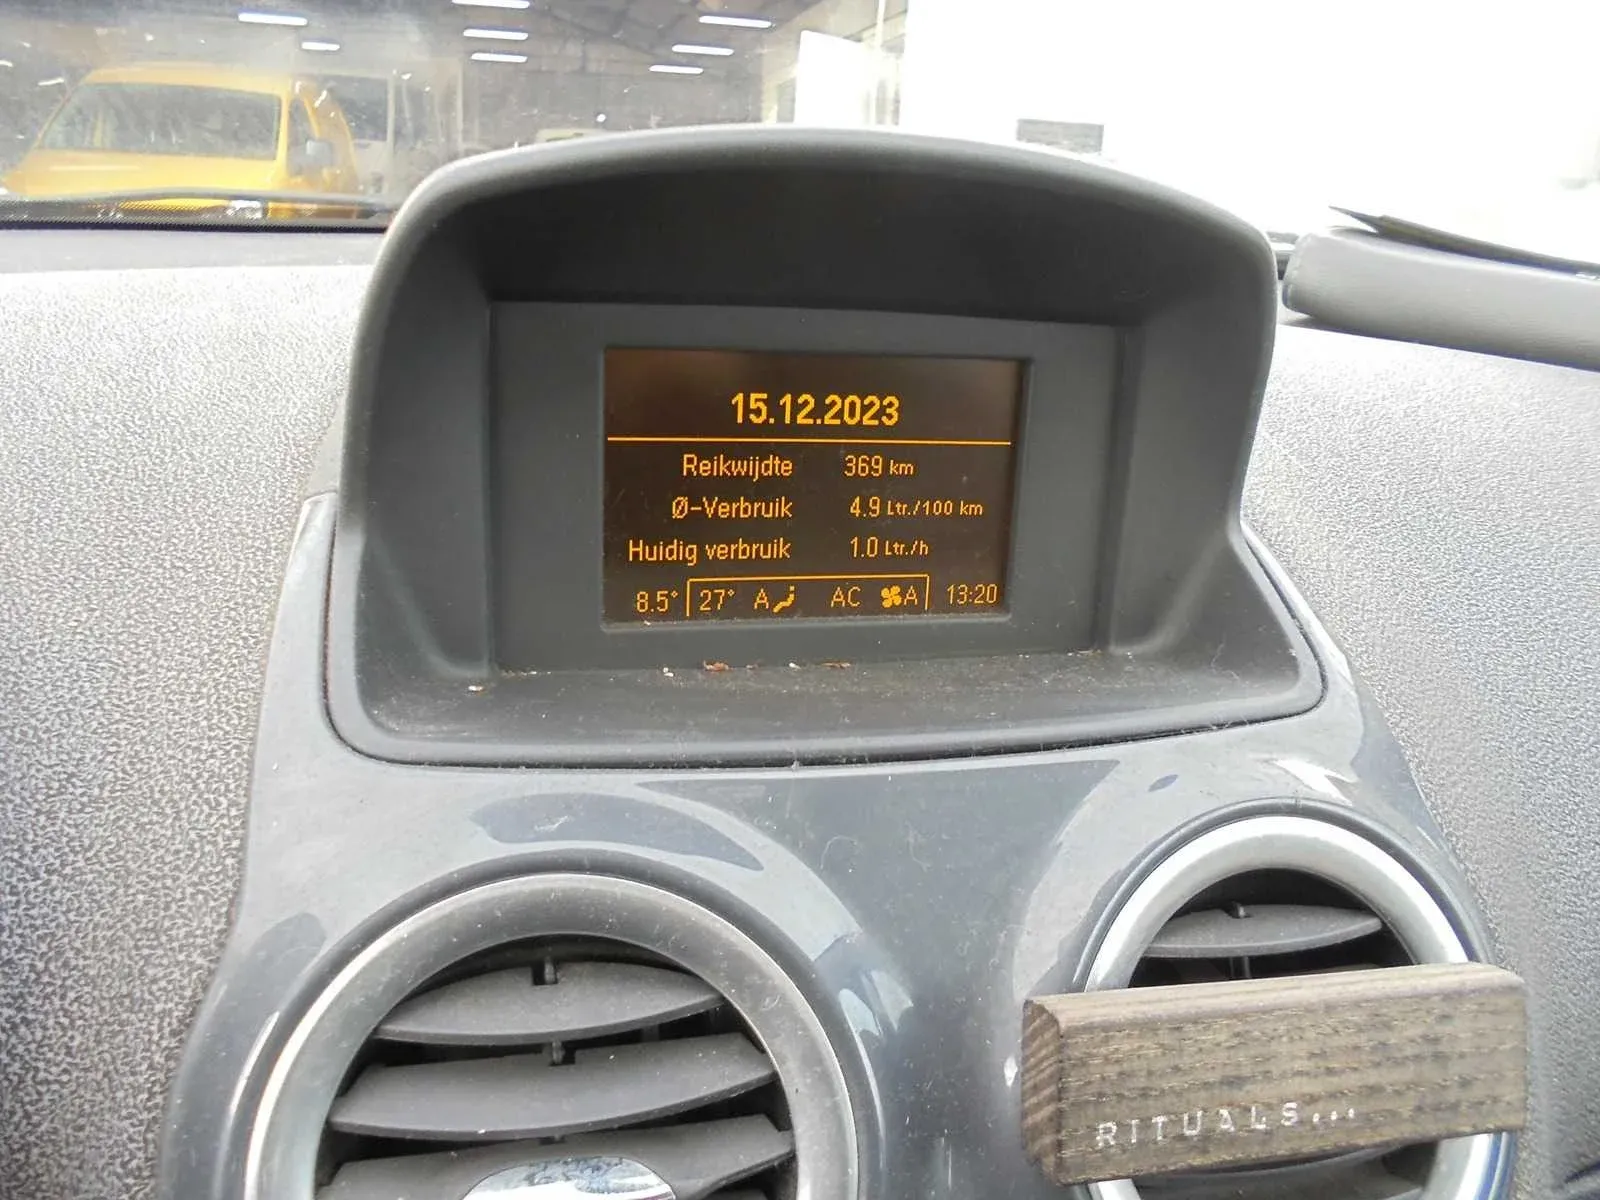 15.12.2023
Reikwijdte 369 km
Ø-Verbruik 4.9 Ltr./100 km
Huidig verbruik 1.0 Ltr./h
8.5° 27° A AC A 13:20
RITUALS...